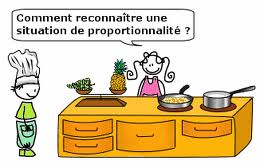 Comment reconnaître une
situation de proportionnalité ?